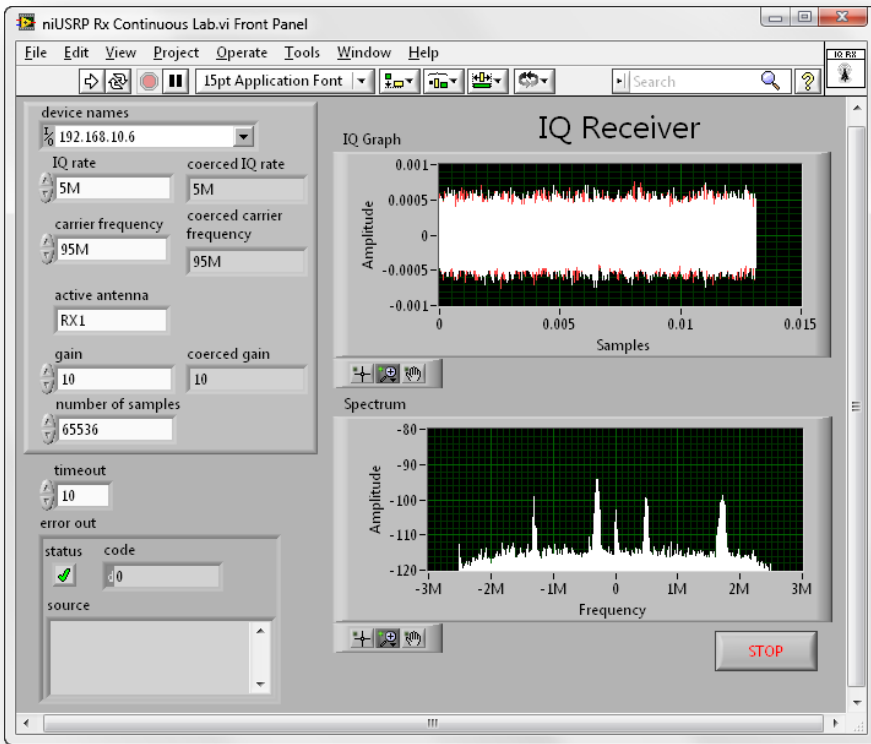 niUSRP Rx Continuous Lab.vi Front Panel
File Edit View Project Operate Tools Window Help
15pt Application Font
Search
IQ RX
device names
I/O 192.168.10.6
IQ rate
5M
coerced IQ rate
5M
carrier frequency
95M
coerced carrier
frequency
95M
active antenna
RX1
gain
10
coerced gain
10
number of samples
65536
timeout
10
error out
status
code
d 0
source
IQ Receiver
IQ Graph
Amplitude
0.001
0.0005
0
-0.0005
-0.001
0 0.005 0.01 0.015
Samples
Spectrum
Amplitude
-80
-90
-100
-110
-120
-3M -2M -1M 0 1M 2M 3M
Frequency
STOP